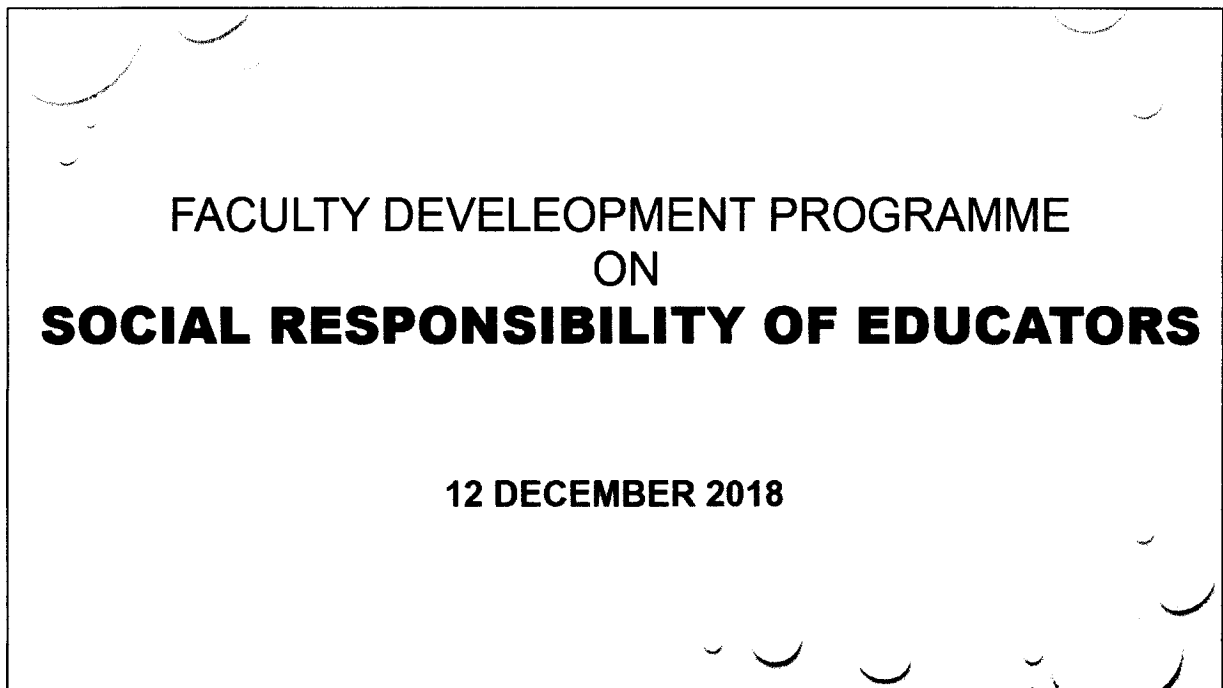 FACULTY DEVELEOPMENT PROGRAMME
ON
SOCIAL RESPONSIBILITY OF EDUCATORS
12 DECEMBER 2018